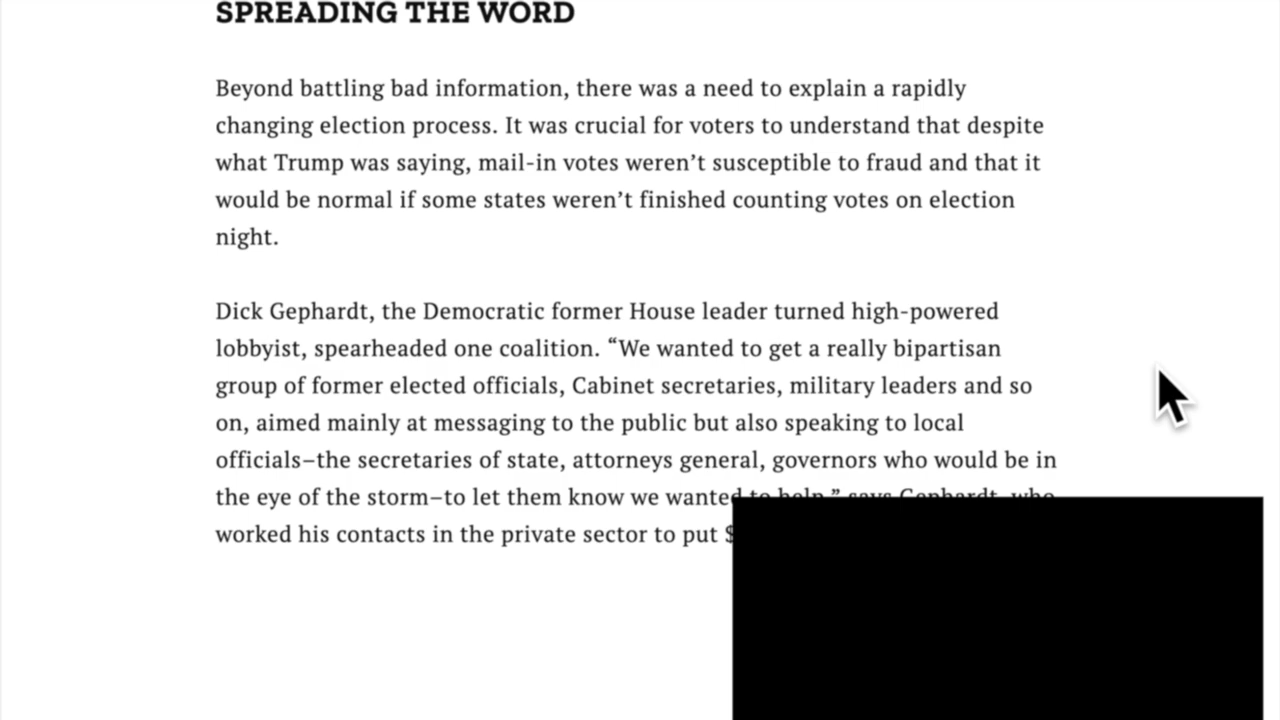 SPREADING THE WORD
Beyond battling bad information, there was a need to explain a rapidly
changing election process. It was crucial for voters to understand that despite
what Trump was saying, mail-in votes weren’t susceptible to fraud and that it
would be normal if some states weren’t finished counting votes on election
night.
Dick Gephardt, the Democratic former House leader turned high-powered
lobbyist, spearheaded one coalition. “We wanted to get a really bipartisan
group of former elected officials, Cabinet secretaries, military leaders and so
on, aimed mainly at messaging to the public but also speaking to local
officials–the secretaries of state, attorneys general, governors who would be in
the eye of the storm–to let them know we wanted to help,” says Gephardt, who
worked his contacts in the private sector to put $